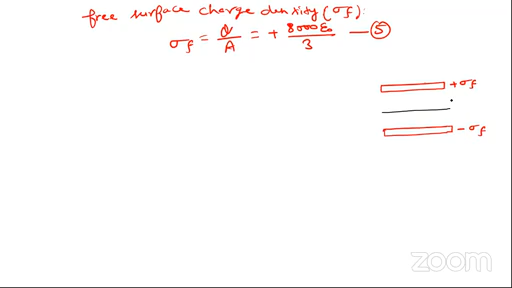 free surface charge density (σf):
σf = Q/A = + 8000ε₀/3 — ⑤
+σf
-σf
zoom